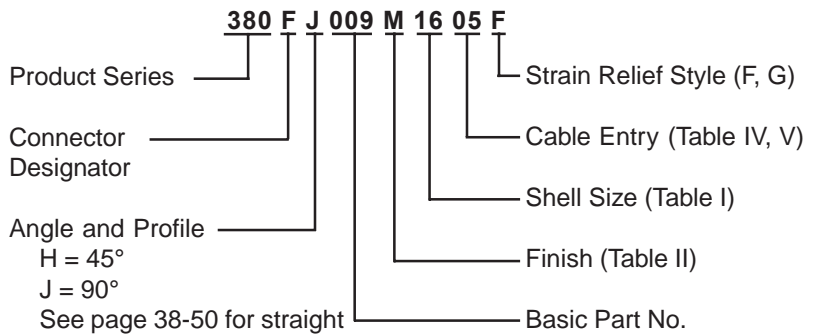 380 F J 009 M 16 05 F
Product Series
Connector
Designator
Angle and Profile
H = 45°
J = 90°
See page 38-50 for straight
Strain Relief Style (F, G)
Cable Entry (Table IV, V)
Shell Size (Table I)
Finish (Table II)
Basic Part No.